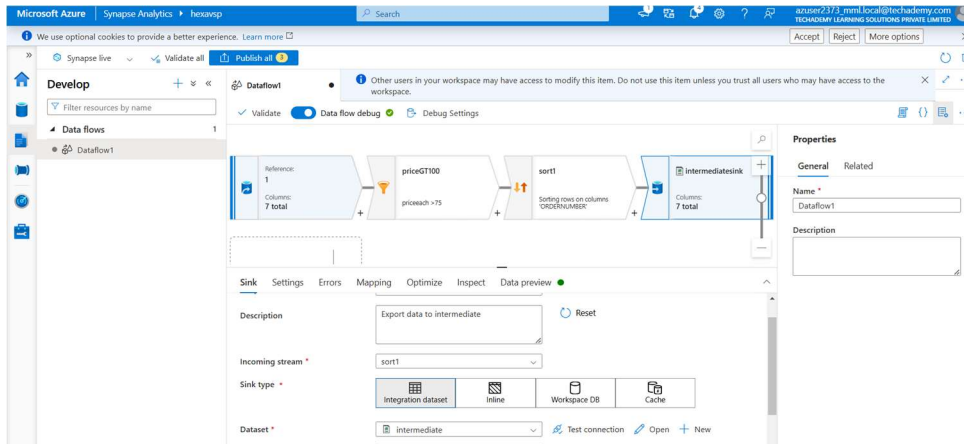 Microsoft Azure Synapse Analytics hexavsp
Search
azuser2373_mml.local@techademy...
TECHADEMY LEARNING SOLUTIONS PRIVATE LIMITED
We use optional cookies to provide a better experience. Learn more
Accept Reject More options
Synapse live Validate all Publish all 3
Develop
Filter resources by name
Data flows 1
Dataflow1
Dataflow1
Other users in your workspace may have access to modify this item. Do not use this item unless you trust all users who may have access to the
workspace.
Validate Data flow debug Debug Settings
Reference:
1
Columns:
7 total
priceGT100
priceeach >75
sort1
Sorting rows on columns
'ORDERNUMBER'
intermediatesink
Columns:
7 total
Sink Settings Errors Mapping Optimize Inspect Data preview
Description
Export data to intermediate
Reset
Incoming stream *
sort1
Sink type *
Integration dataset Inline Workspace DB Cache
Dataset *
intermediate
Test connection Open New
Properties
General Related
Name *
Dataflow1
Description